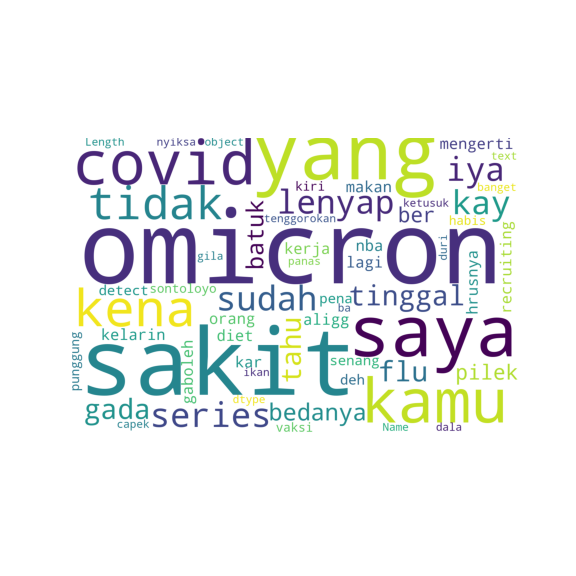 Length nyiksa object
covid yang mengerti
text
iya
tidak batuk lenyap kiri makan ber kay banget
ketusuk
habis
tenggorokan
omicron
gila kerja panas nba lagi duri hrusnya recruiting
detect sontoloyo sudah pena tinggal
kena ba
orang tahu aligg saya
kelarin diet senang
punggung sakit gaboleh kar ikan deh flu pilek
dtype
gada series bedanya kamu
capek vaksi Name dala